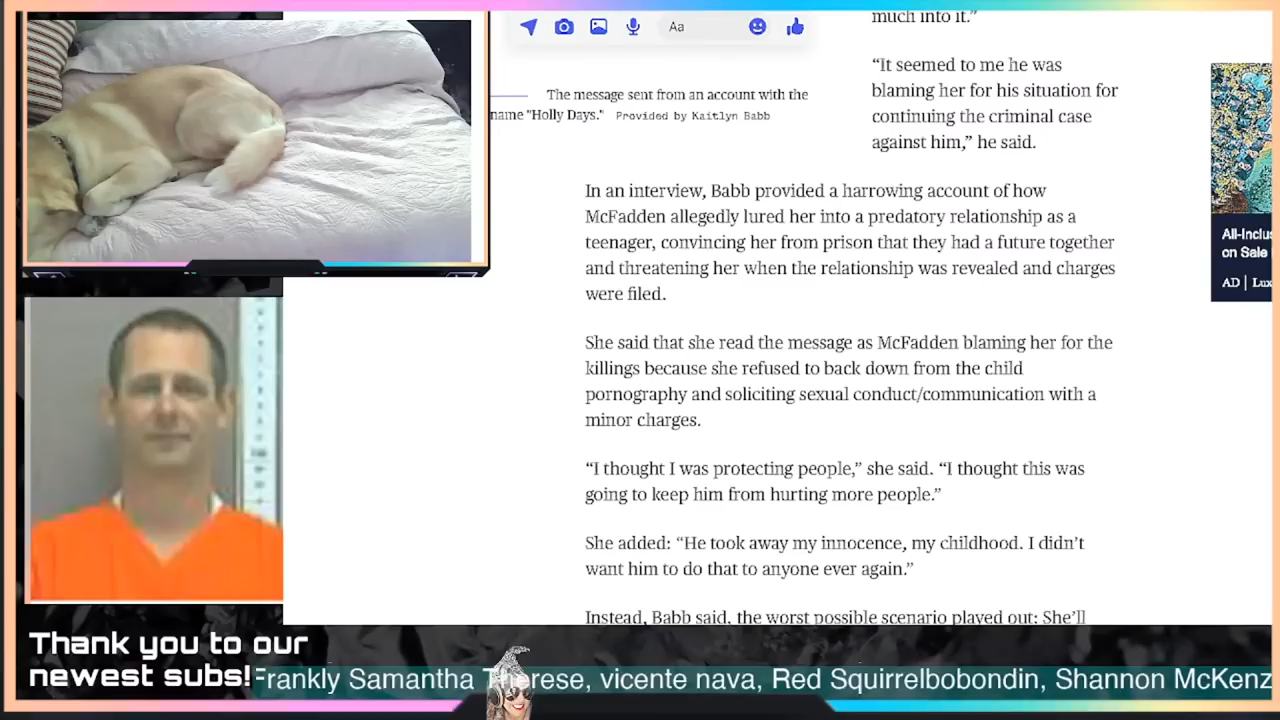 much into it.”
Aa
“It seemed to me he was
blaming her for his situation for
continuing the criminal case
against him,” he said.
The message sent from an account with the
name "Holly Days." Provided by Kaitlyn Babb
In an interview, Babb provided a harrowing account of how
McFadden allegedly lured her into a predatory relationship as a
teenager, convincing her from prison that they had a future together
and threatening her when the relationship was revealed and charges
were filed.
She said that she read the message as McFadden blaming her for the
killings because she refused to back down from the child
pornography and soliciting sexual conduct/communication with a
minor charges.
“I thought I was protecting people,” she said. “I thought this was
going to keep him from hurting more people.”
She added: “He took away my innocence, my childhood. I didn’t
want him to do that to anyone ever again.”
Instead, Babb said, the worst possible scenario played out: She’ll
All-Inclus
on Sale
AD | Lux
Thank you to our
newest subs!
Frankly Samantha Therese, vicente nava, Red Squirrelbobondin, Shannon McKenz